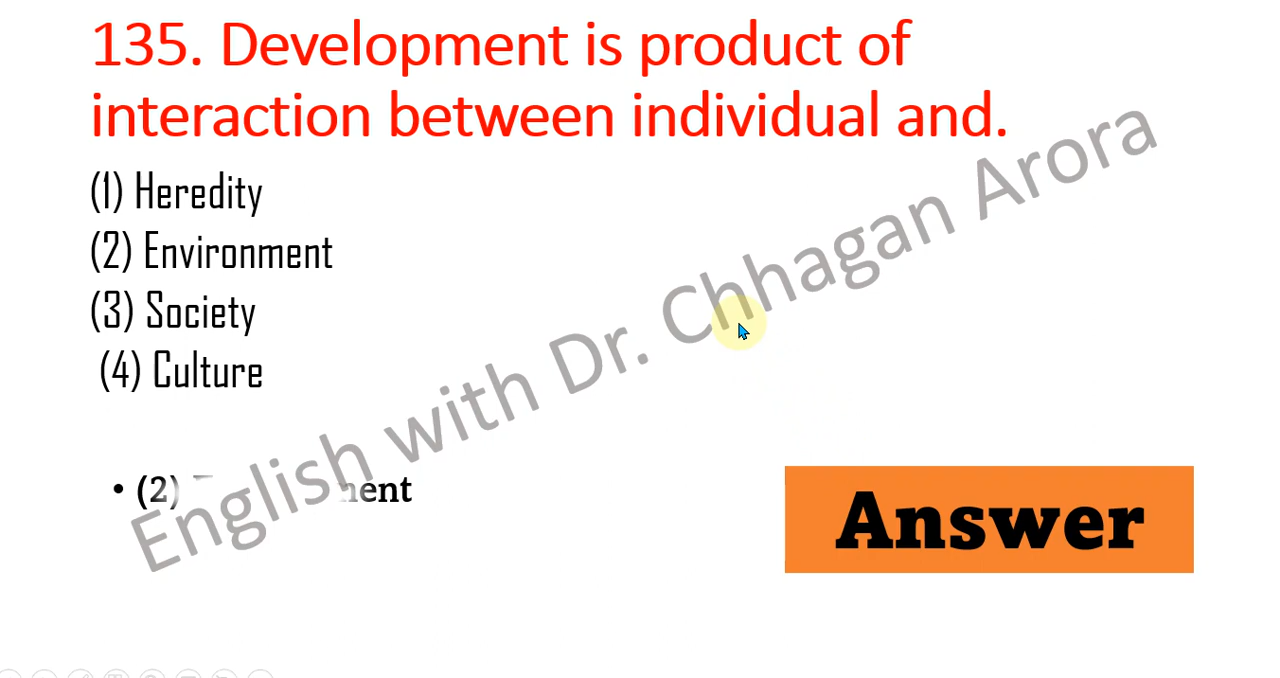 135. Development is product of
interaction between individual and.
(1) Heredity
(2) Environment
(3) Society
(4) Culture
• (2)
Answer
English with Dr. Chhagan Arora